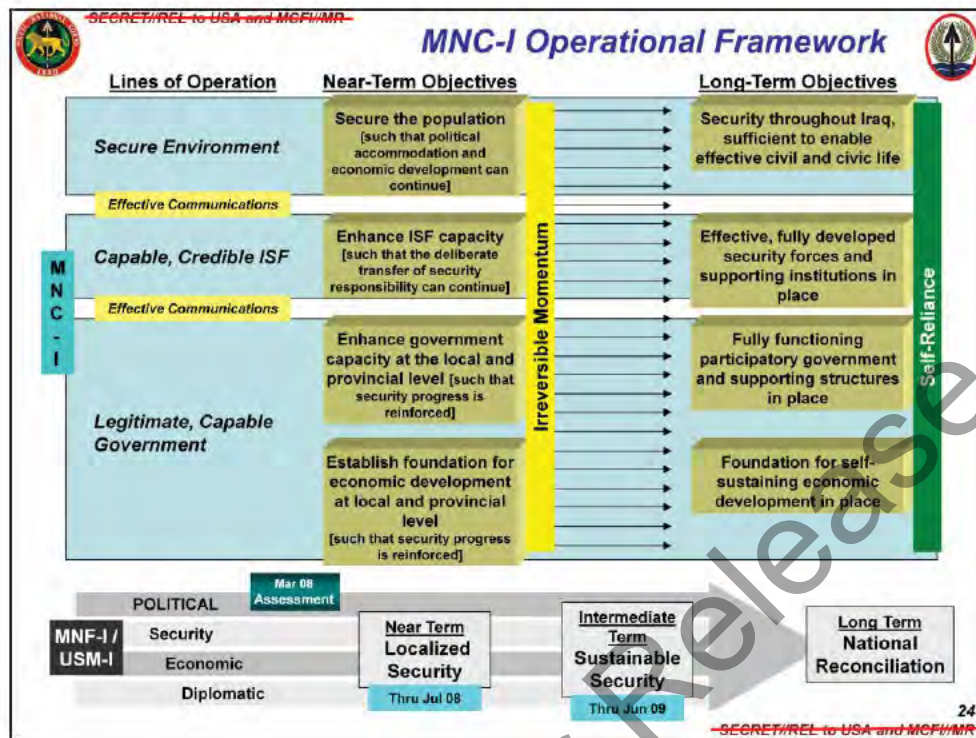 SECRET//REL to USA and MCFI//MR
MNC-I Operational Framework
Lines of Operation
Near-Term Objectives
Long-Term Objectives
Secure Environment
Secure the population
[such that political
accommodation and
economic development can
continue]
Security throughout Iraq,
sufficient to enable
effective civil and civic life
Effective Communications
Capable, Credible ISF
Enhance ISF capacity
[such that the deliberate
transfer of security
responsibility can continue]
Effective, fully developed
security forces and
supporting institutions in
place
Effective Communications
Legitimate, Capable
Government
Enhance government
capacity at the local and
provincial level [such that
security progress is
reinforced]
Fully functioning
participatory government
and supporting structures
in place
Establish foundation for
economic development
at local and provincial
level
[such that security progress
is reinforced]
Foundation for self-
sustaining economic
development in place
MNC-I
Irreversible Momentum
Self-Reliance
Mar 08
Assessment
MNF-I /
USM-I
POLITICAL
Security
Economic
Diplomatic
Near Term
Localized
Security
Thru Jul 08
Intermediate
Term
Sustainable
Security
Thru Jun 09
Long Term
National
Reconciliation
24
SECRET//REL to USA and MCFI//MR
Release